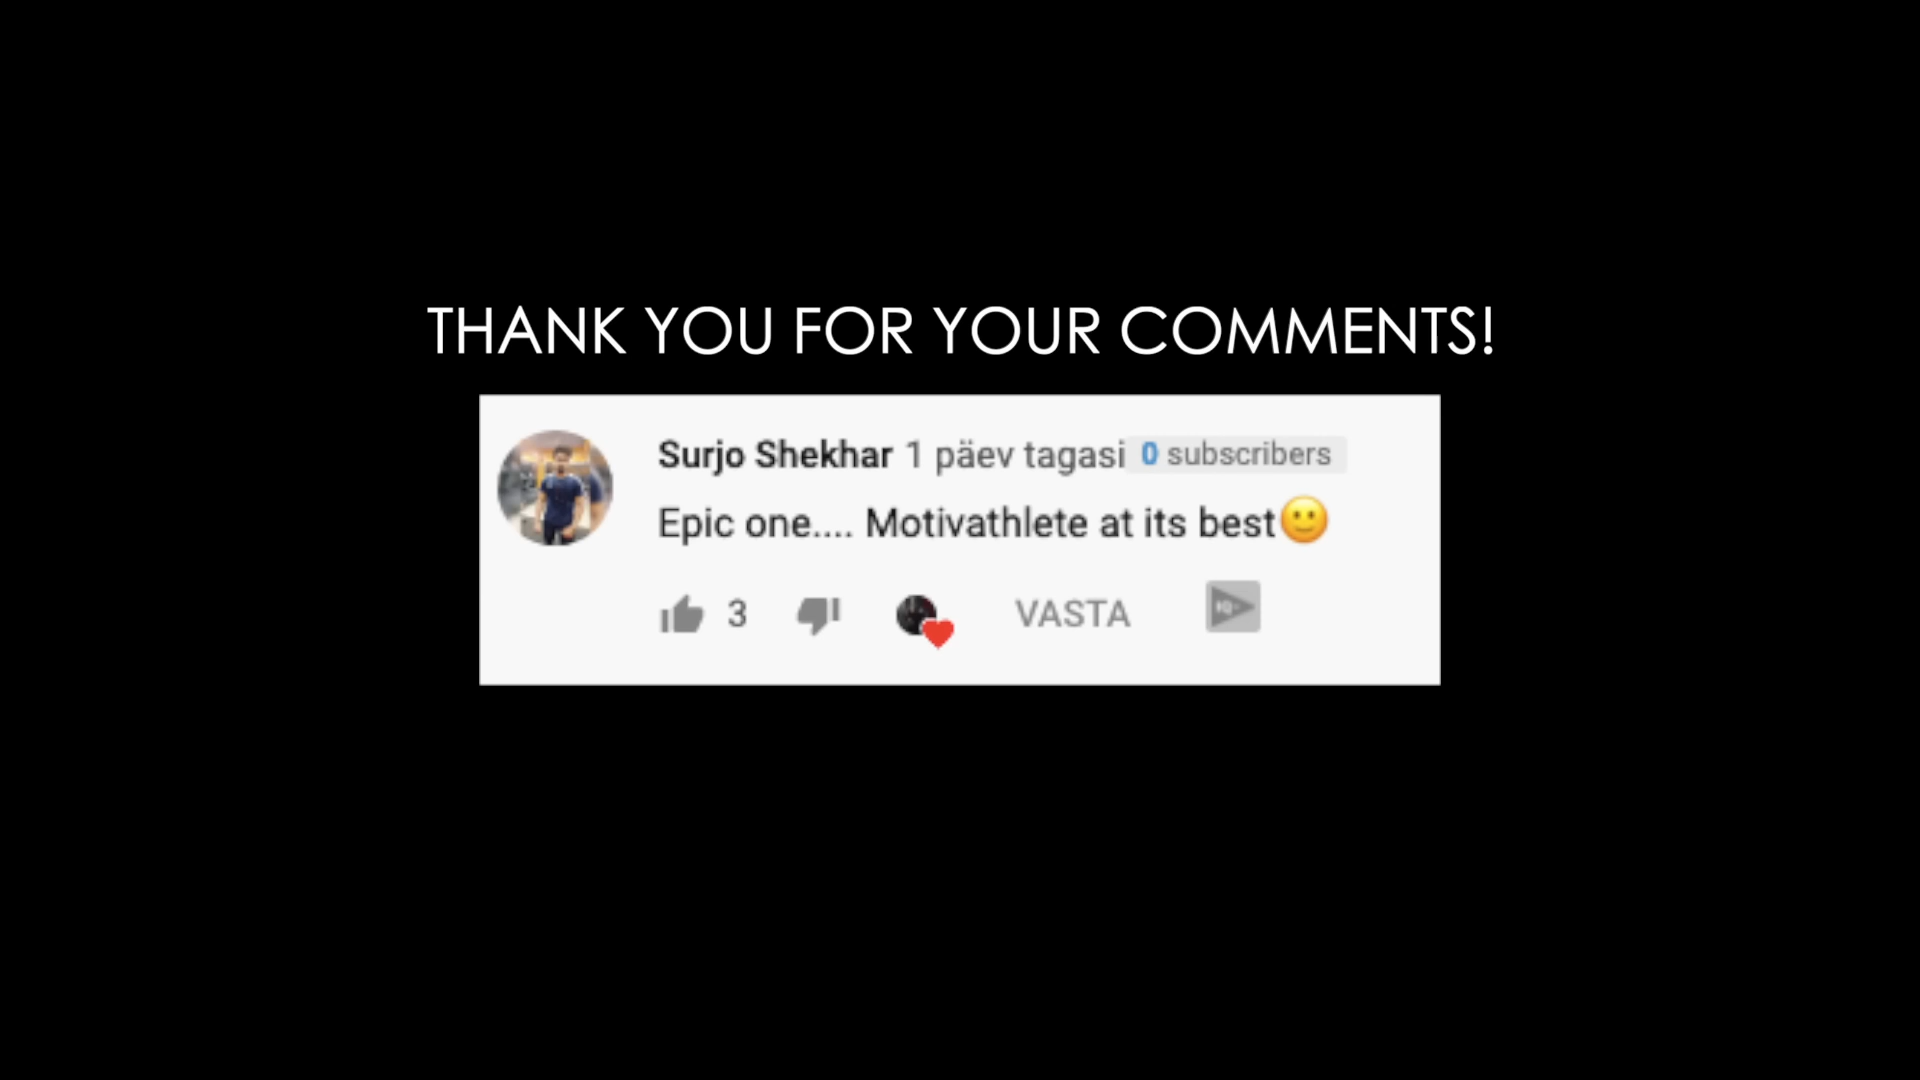 THANK YOU FOR YOUR COMMENTS!
Surjo Shekhar 1 päev tagasi 0 subscribers
Epic one.... Motivathlete at its best🙂
3 VASTA